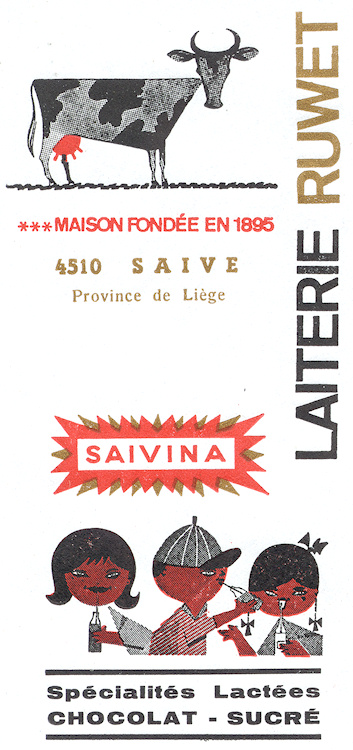 LAITERIE RUWET
***MAISON FONDÉE EN 1895
4510 SAIVE
Province de Liège
SAIVINA
Spécialités Lactées
CHOCOLAT - SUCRÉ